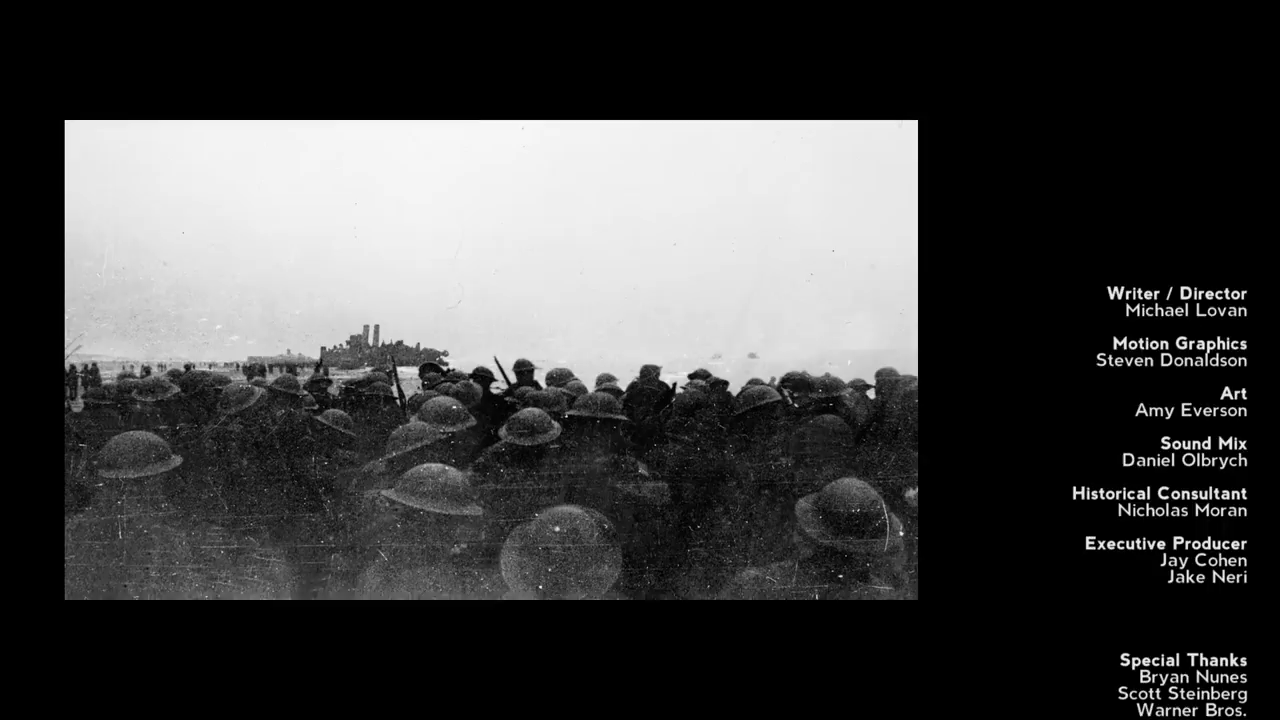 Writer / Director
Michael Lovan
Motion Graphics
Steven Donaldson
Art
Amy Everson
Sound Mix
Daniel Olbrych
Historical Consultant
Nicholas Moran
Executive Producer
Jay Cohen
Jake Neri
Special Thanks
Bryan Nunes
Scott Steinberg
Warner Bros.